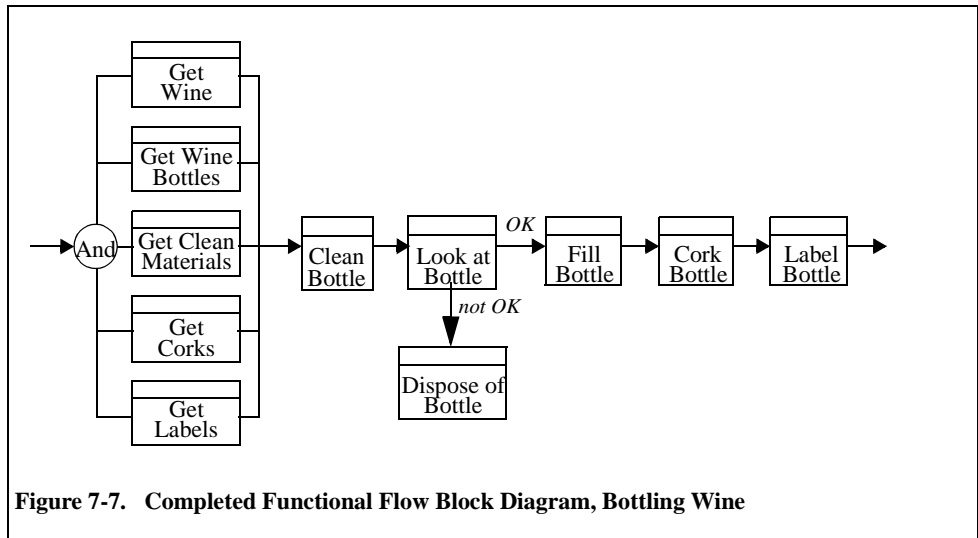 Get
Wine
Get Wine
Bottles
And
Get Clean
Materials
Get
Corks
Get
Labels
Clean
Bottle
Look at
Bottle
OK
not OK
Dispose of
Bottle
Fill
Bottle
Cork
Bottle
Label
Bottle
Figure 7-7. Completed Functional Flow Block Diagram, Bottling Wine